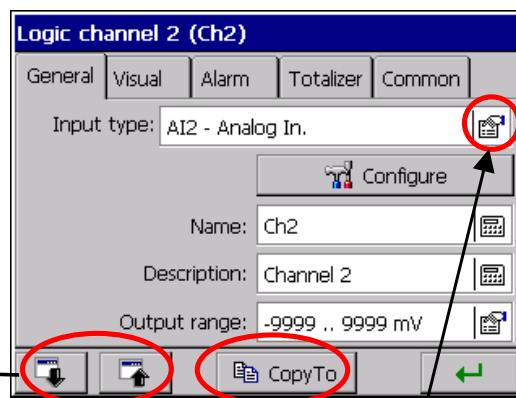 Logic channel 2 (Ch2)
General Visual Alarm Totalizer Common
Input type: AI2 - Analog In.
Configure
Name: Ch2
Description: Channel 2
Output range: -9999 .. 9999 mV
CopyTo